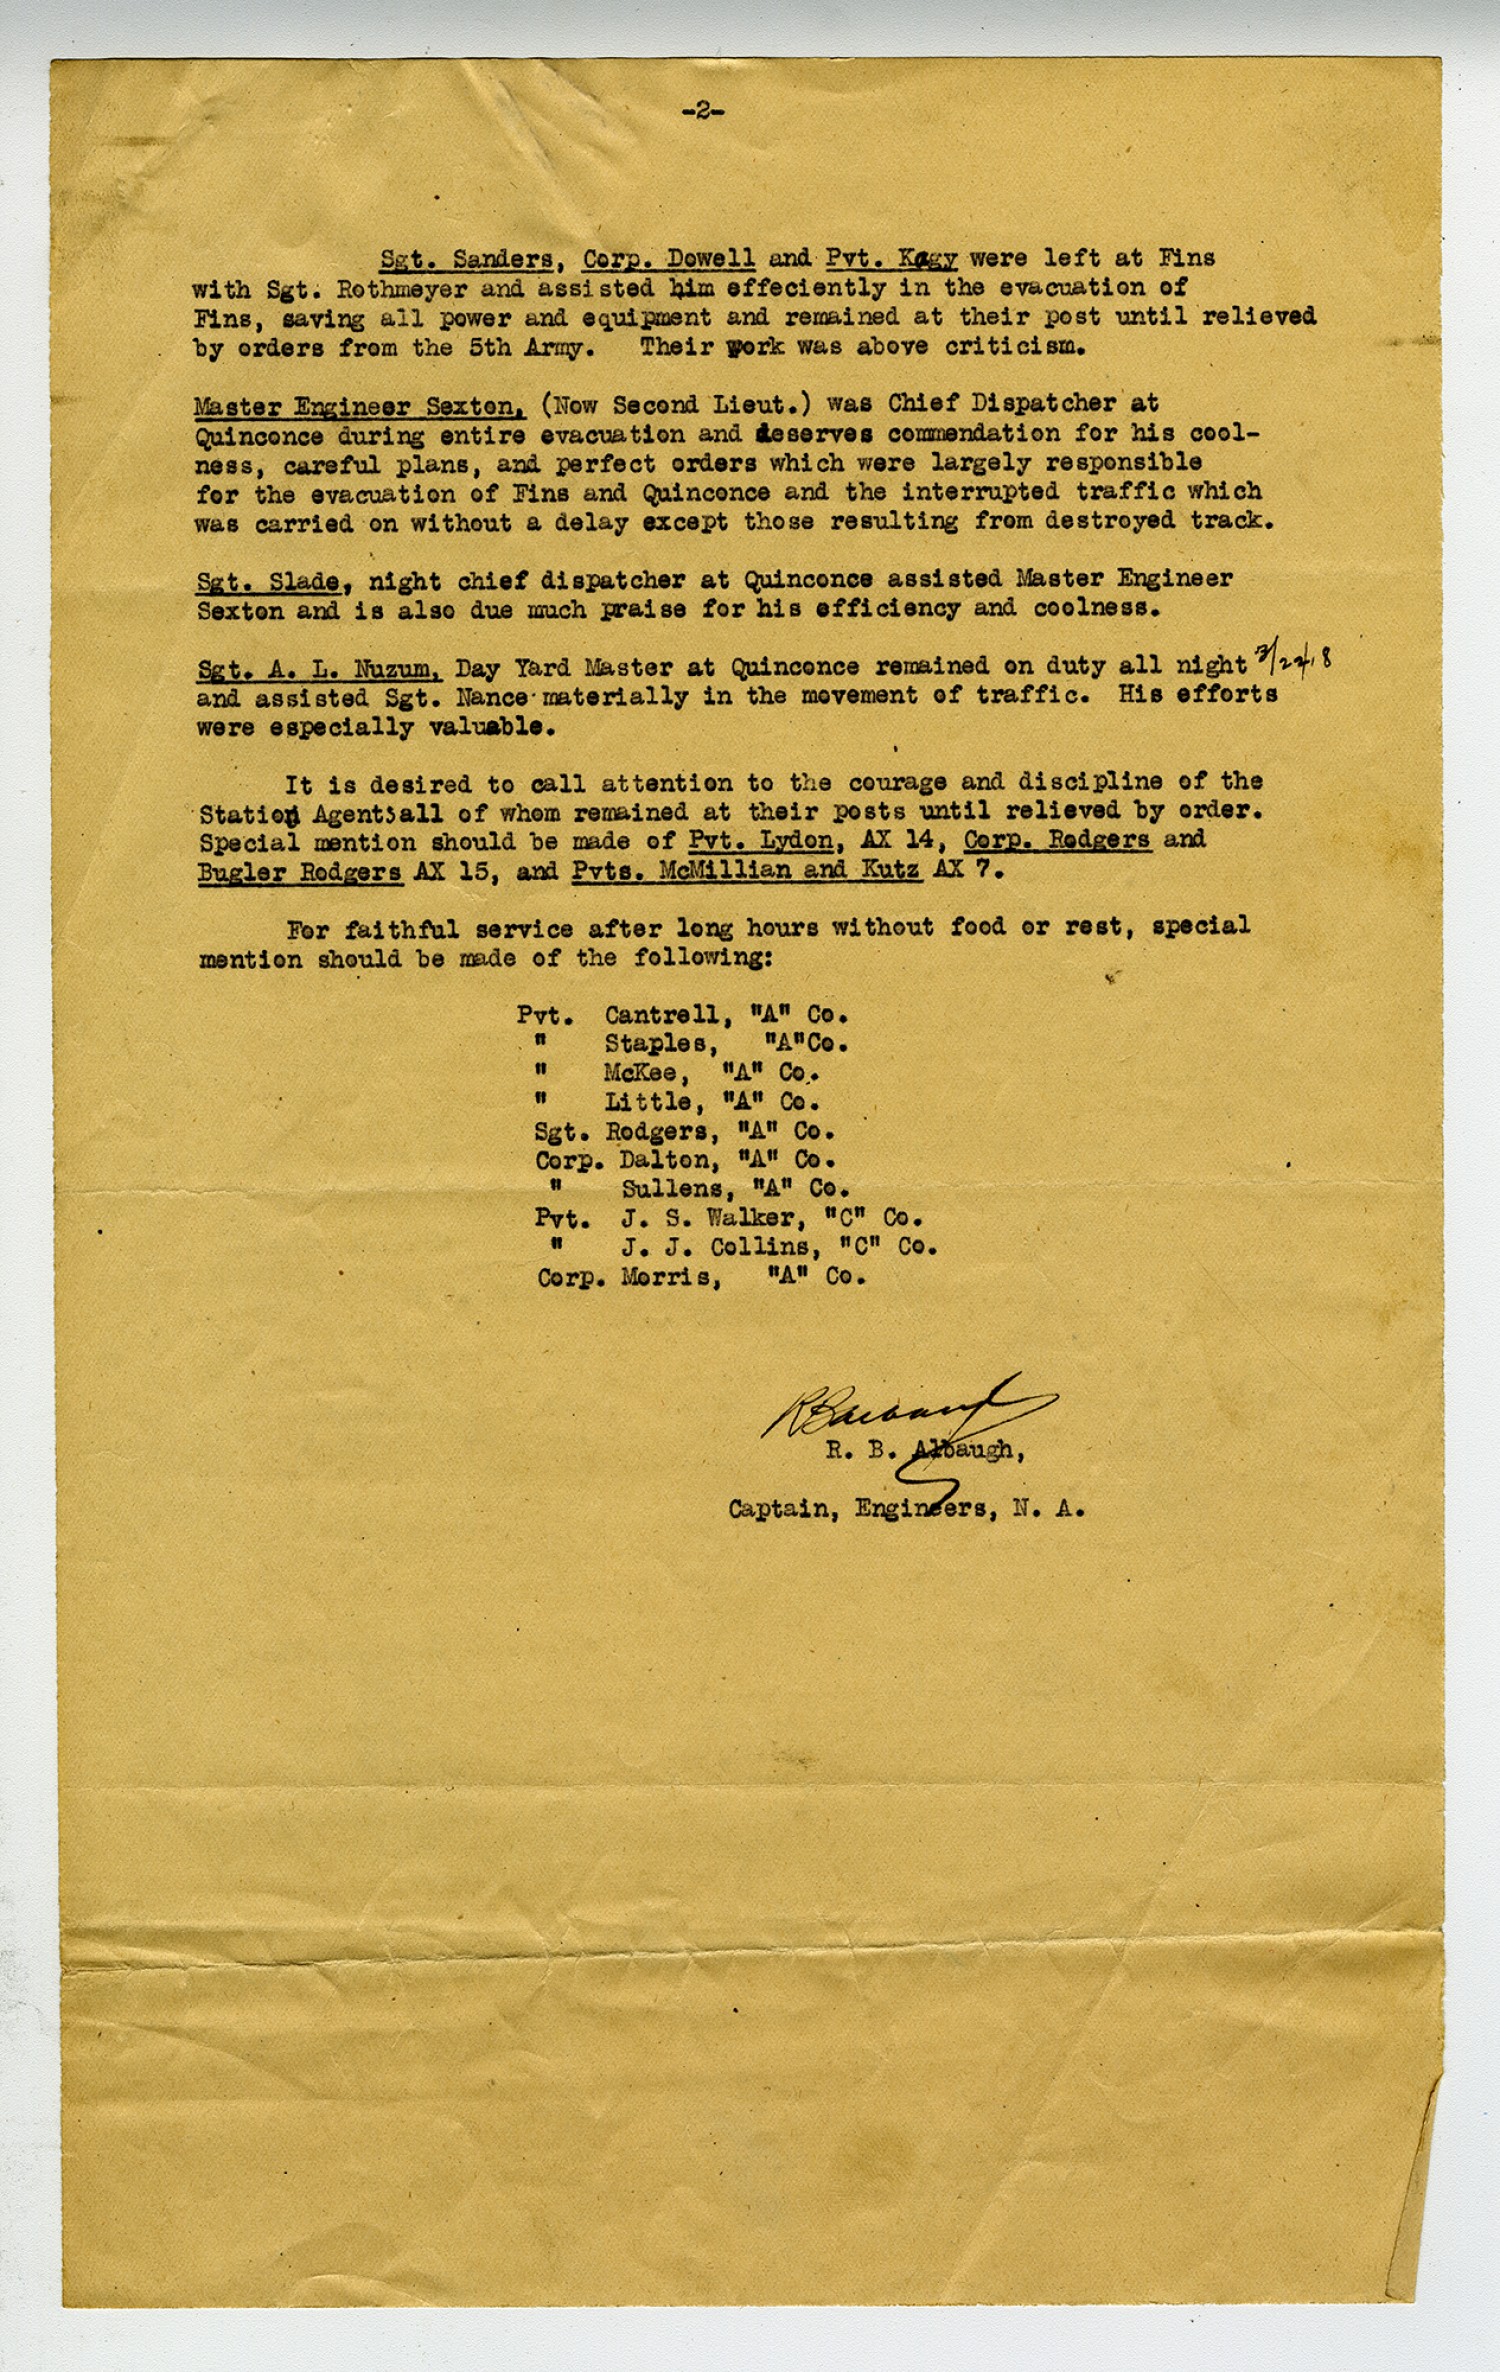 -2-
Sgt. Sanders, Corp. Dowell and Pvt. Kagy were left at Fins
with Sgt. Rothmeyer and assisted him effeciently in the evacuation of
Fins, saving all power and equipment and remained at their post until relieved
by orders from the 5th Army. Their work was above criticism.
Master Engineer Sexton, (Now Second Lieut.) was Chief Dispatcher at
Quinconce during entire evacuation and deserves commendation for his cool-
ness, careful plans, and perfect orders which were largely responsible
for the evacuation of Fins and Quinconce and the interrupted traffic which
was carried on without a delay except those resulting from destroyed track.
Sgt. Slade, night chief dispatcher at Quinconce assisted Master Engineer
Sexton and is also due much praise for his efficiency and coolness.
Sgt. A. L. Nuzum, Day Yard Master at Quinconce remained on duty all night
and assisted Sgt. Nance materially in the movement of traffic. His efforts
were especially valuable.
It is desired to call attention to the courage and discipline of the
Station Agents all of whom remained at their posts until relieved by order.
Special mention should be made of Pvt. Lydon, AX 14, Corp. Rodgers and
Bugler Rodgers AX 15, and Pvts. McMillian and Kutz AX 7.
For faithful service after long hours without food or rest, special
mention should be made of the following:
Pvt. Cantrell, "A" Co.
" Staples, "A"Co.
" McKee, "A" Co.
" Little, "A" Co.
Sgt. Rodgers, "A" Co.
Corp. Dalton, "A" Co.
" Sullens, "A" Co.
Pvt. J. S. Walker, "C" Co.
" J. J. Collins, "C" Co.
Corp. Morris, "A" Co.
R. B. Albaugh,
Captain, Engineers, N. A.